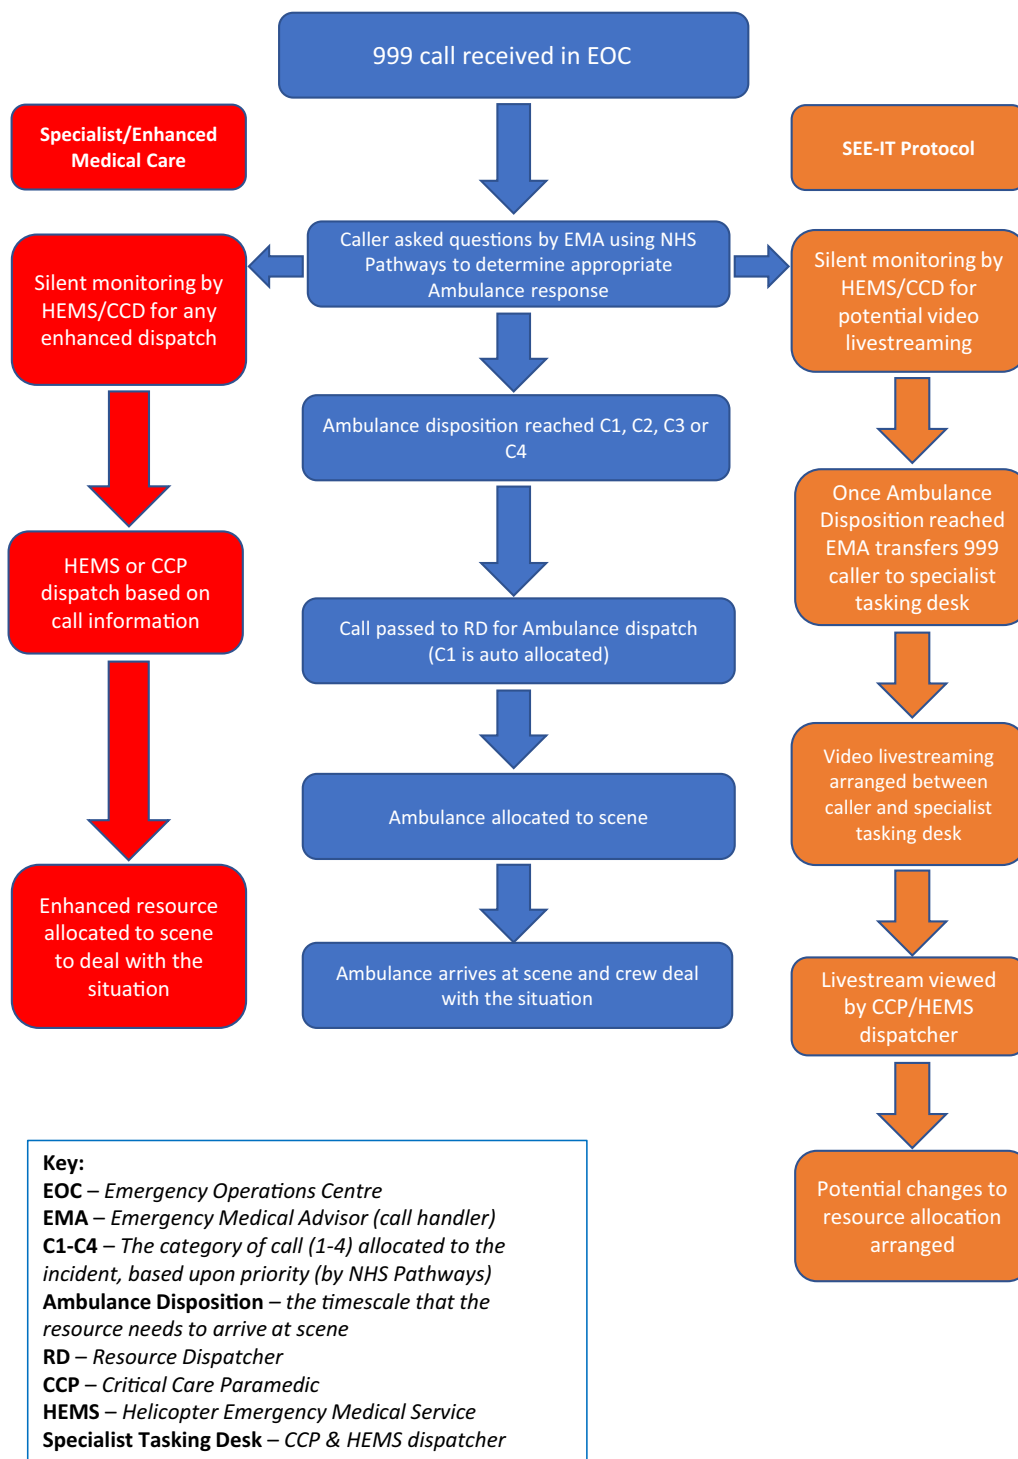 999 call received in EOC
Specialist/Enhanced
Medical Care
SEE-IT Protocol
Caller asked questions by EMA using NHS
Pathways to determine appropriate
Ambulance response
Silent monitoring by
HEMS/CCD for any
enhanced dispatch
Silent monitoring by
HEMS/CCD for
potential video
livestreaming
Ambulance disposition reached C1, C2, C3 or
C4
HEMS or CCP
dispatch based on
call information
Once Ambulance
Disposition reached
EMA transfers 999
caller to specialist
tasking desk
Call passed to RD for Ambulance dispatch
(C1 is auto allocated)
Ambulance allocated to scene
Video livestreaming
arranged between
caller and specialist
tasking desk
Enhanced resource
allocated to scene
to deal with the
situation
Ambulance arrives at scene and crew deal
with the situation
Livestream viewed
by CCP/HEMS
dispatcher
Potential changes to
resource allocation
arranged
Key:
EOC – Emergency Operations Centre
EMA – Emergency Medical Advisor (call handler)
C1-C4 – The category of call (1-4) allocated to the
incident, based upon priority (by NHS Pathways)
Ambulance Disposition – the timescale that the
resource needs to arrive at scene
RD – Resource Dispatcher
CCP – Critical Care Paramedic
HEMS – Helicopter Emergency Medical Service
Specialist Tasking Desk – CCP & HEMS dispatcher